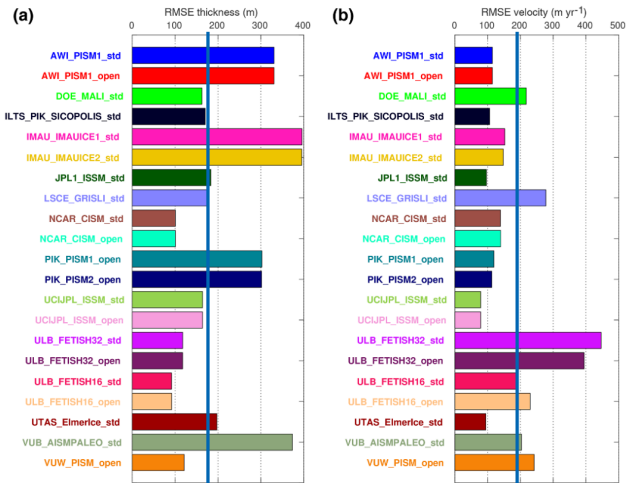 (a) RMSE thickness (m)
0 100 200 300 400
AWI_PISM1_std
AWI_PISM1_open
DOE_MALI_std
ILTS_PIK_SICOPOLIS_std
IMAU_IMAUICE1_std
IMAU_IMAUICE2_std
JPL1_ISSM_std
LSCE_GRISLI_std
NCAR_CISM_std
NCAR_CISM_open
PIK_PISM1_open
PIK_PISM2_open
UCIJPL_ISSM_std
UCIJPL_ISSM_open
ULB_FETISH32_std
ULB_FETISH32_open
ULB_FETISH16_std
ULB_FETISH16_open
UTAS_ElmerIce_std
VUB_AISMPALEO_std
VUW_PISM_open
(b) RMSE velocity (m yr⁻¹)
0 100 200 300 400 500
AWI_PISM1_std
AWI_PISM1_open
DOE_MALI_std
ILTS_PIK_SICOPOLIS_std
IMAU_IMAUICE1_std
IMAU_IMAUICE2_std
JPL1_ISSM_std
LSCE_GRISLI_std
NCAR_CISM_std
NCAR_CISM_open
PIK_PISM1_open
PIK_PISM2_open
UCIJPL_ISSM_std
UCIJPL_ISSM_open
ULB_FETISH32_std
ULB_FETISH32_open
ULB_FETISH16_std
ULB_FETISH16_open
UTAS_ElmerIce_std
VUB_AISMPALEO_std
VUW_PISM_open